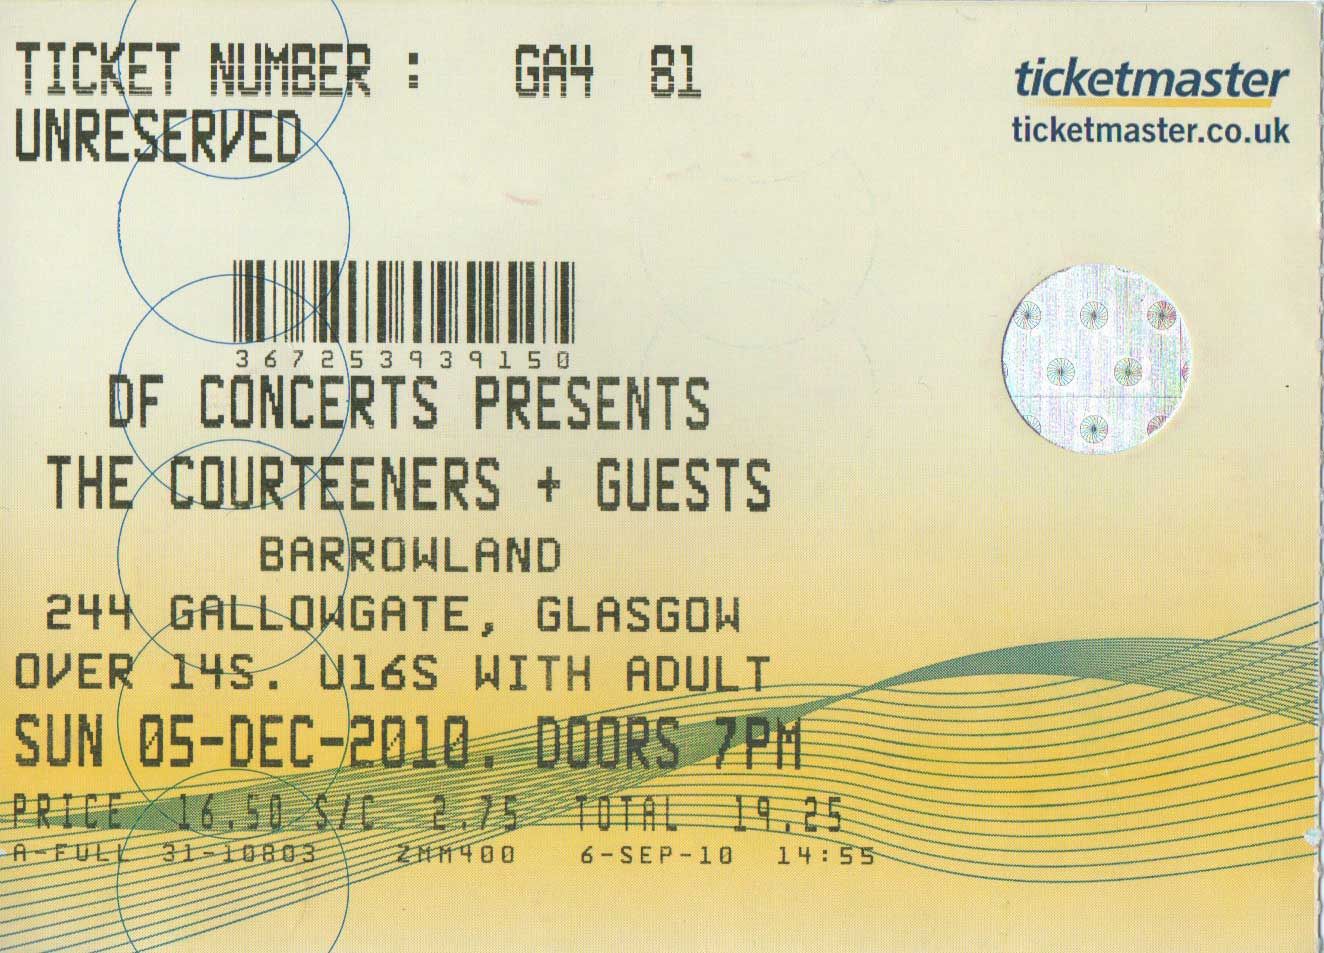 TICKET NUMBER : GA4 81
UNRESERVED
ticketmaster
ticketmaster.co.uk
367253939150
DF CONCERTS PRESENTS
THE COURTEENERS + GUESTS
BARROWLAND
244 GALLOWGATE, GLASGOW
OVER 14S. U16S WITH ADULT
SUN 05-DEC-2010. DOORS 7PM
PRICE 16.50 S/C 2.75 TOTAL 19.25
A-FULL 31-10803 ZMM400 6-SEP-10 14:55